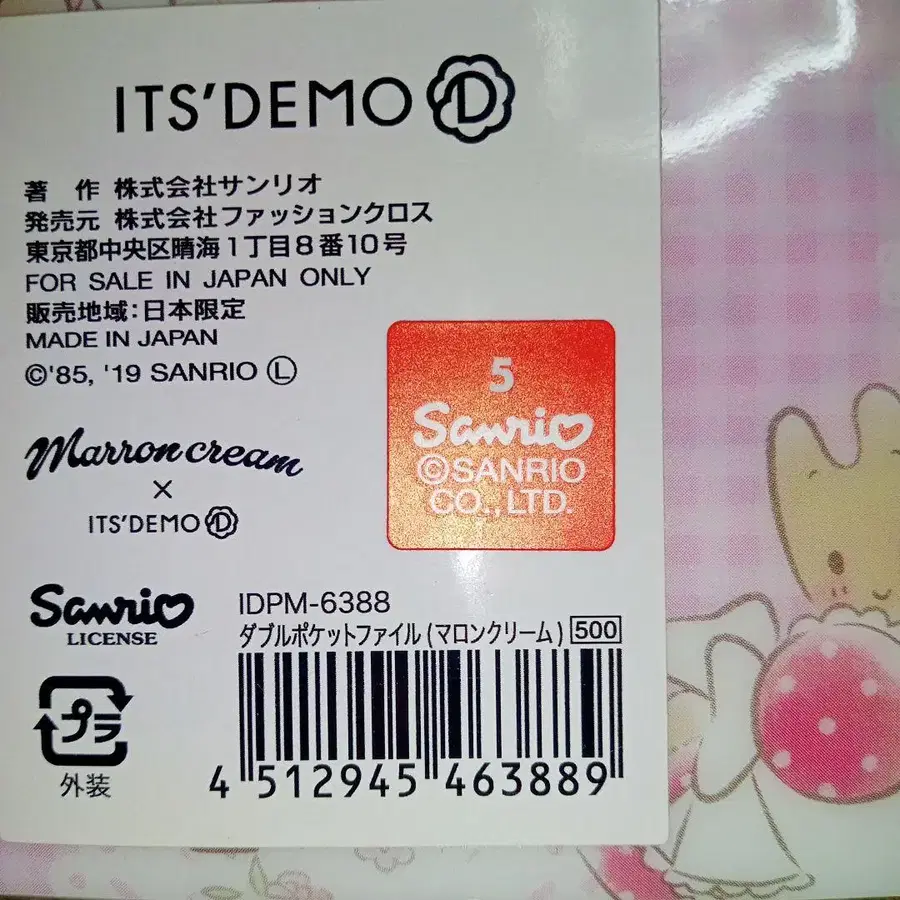 ITS'DEMO D
著 作 株式会社サンリオ
発売元 株式会社ファッションクロス
東京都中央区晴海1丁目8番10号
FOR SALE IN JAPAN ONLY
販売地域:日本限定
MADE IN JAPAN
©'85, '19 SANRIO Ⓛ
5
Sanrio
©SANRIO
CO.,LTD.
Marroncream
×
ITS'DEMO D
Sanrio
LICENSE
IDPM-6388
ダブルポケットファイル(マロンクリーム) 500
プラ
外装
4 512945 463889